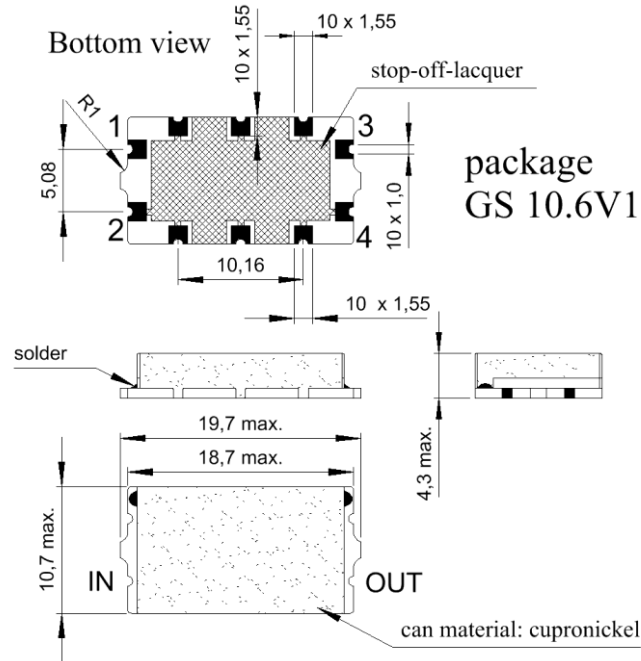 Bottom view
10 x 1,55
10 x 1,55
stop-off-lacquer
R1
1
3
5,08
10 x 1,0
package
GS 10.6V1
2
4
10,16
10 x 1,55
solder
19,7 max.
18,7 max.
4,3 max.
10,7 max.
IN
OUT
can material: cupronickel